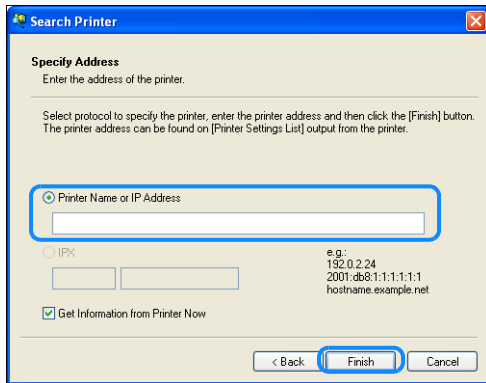 Search Printer
Specify Address
Enter the address of the printer.
Select protocol to specify the printer, enter the printer address and then click the [Finish] button.
The printer address can be found on [Printer Settings List] output from the printer.
Printer Name or IP Address
IPX
e.g.:
192.0.2.24
2001:db8:1:1:1:1:1:1
hostname.example.net
Get Information from Printer Now
< Back
Finish
Cancel